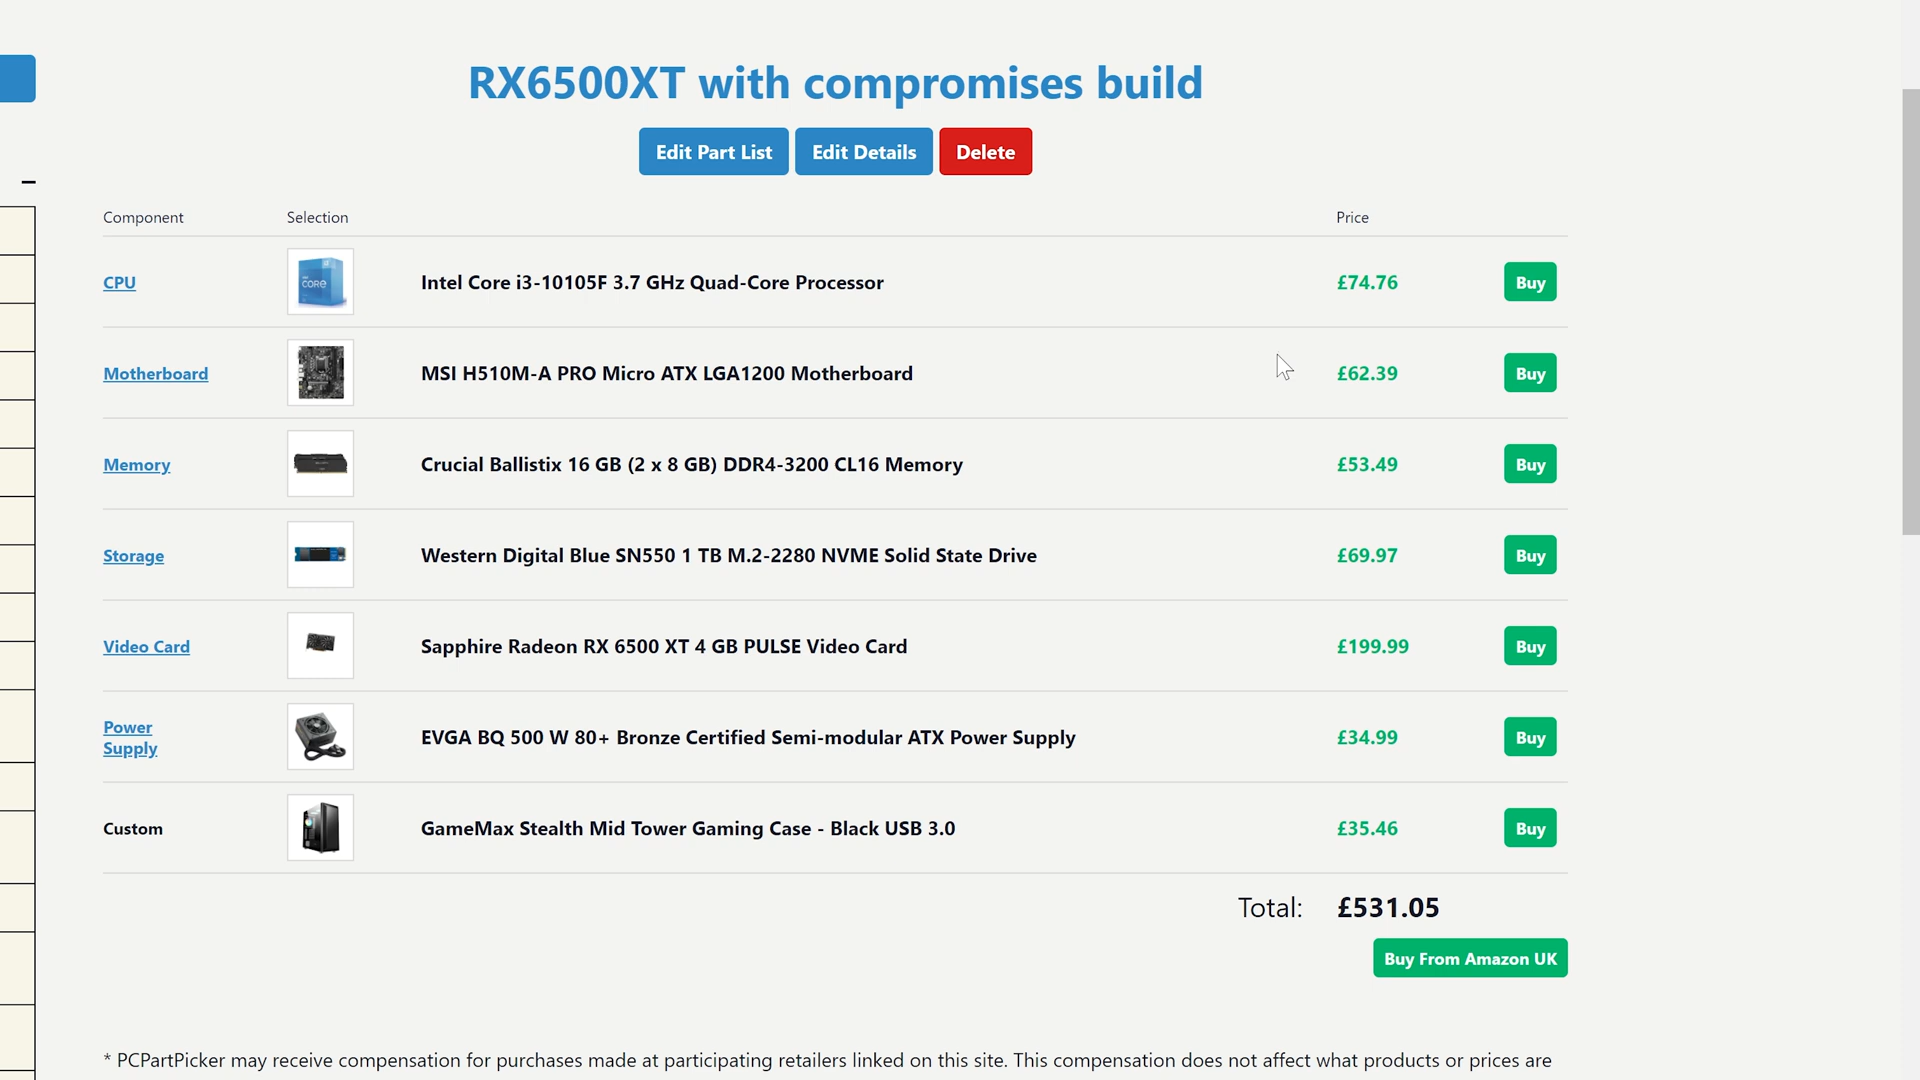 RX6500XT with compromises build
Edit Part List Edit Details Delete
Component Selection Price
CPU CORE Intel Core i3-10105F 3.7 GHz Quad-Core Processor £74.76 Buy
Motherboard MSI H510M-A PRO Micro ATX LGA1200 Motherboard £62.39 Buy
Memory Crucial Ballistix 16 GB (2 x 8 GB) DDR4-3200 CL16 Memory £53.49 Buy
Storage Western Digital Blue SN550 1 TB M.2-2280 NVME Solid State Drive £69.97 Buy
Video Card Sapphire Radeon RX 6500 XT 4 GB PULSE Video Card £199.99 Buy
Power
Supply EVGA BQ 500 W 80+ Bronze Certified Semi-modular ATX Power Supply £34.99 Buy
Custom GameMax Stealth Mid Tower Gaming Case - Black USB 3.0 £35.46 Buy
Total: £531.05
Buy From Amazon UK
* PCPartPicker may receive compensation for purchases made at participating retailers linked on this site. This compensation does not affect what products or prices are